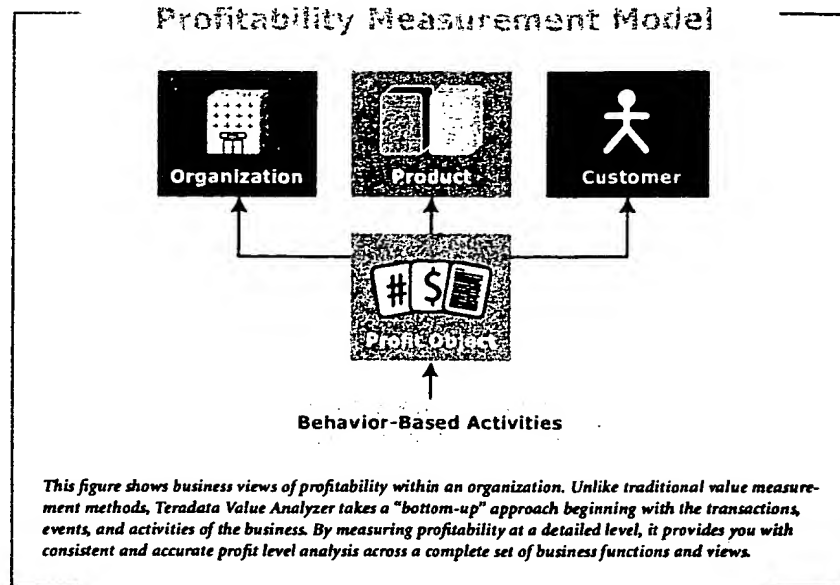 Profitability Measurement Model
Organization
Product
Customer
# $
Profit Object
Behavior-Based Activities
This figure shows business views of profitability within an organization. Unlike traditional value measure-
ment methods, Teradata Value Analyzer takes a "bottom-up" approach beginning with the transactions,
events, and activities of the business. By measuring profitability at a detailed level, it provides you with
consistent and accurate profit level analysis across a complete set of business functions and views.